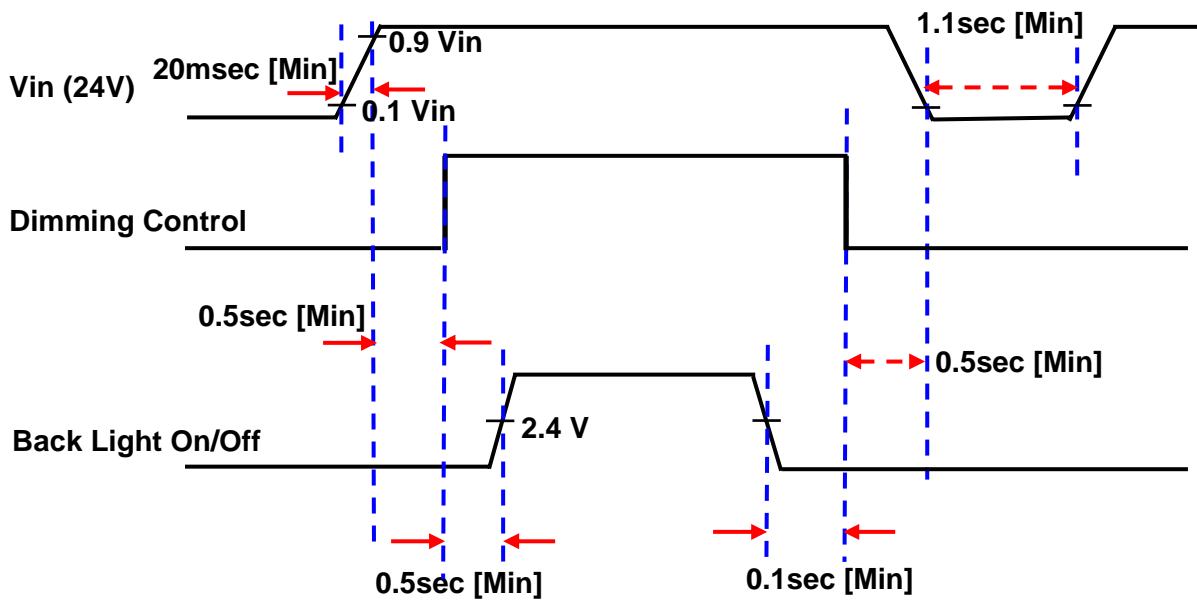 1.1sec [Min]
0.9 Vin
20msec [Min]
Vin (24V)
0.1 Vin
Dimming Control
0.5sec [Min]
0.5sec [Min]
2.4 V
Back Light On/Off
0.5sec [Min]
0.1sec [Min]